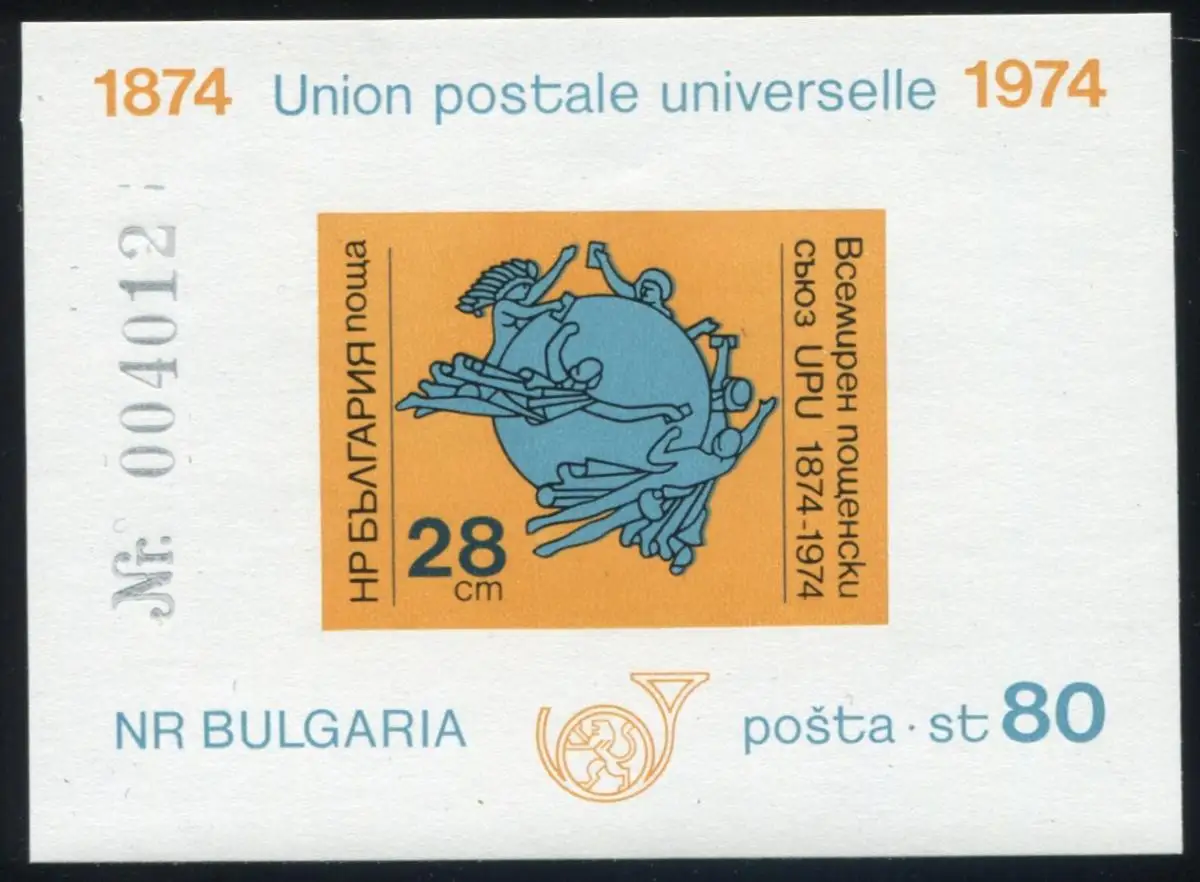 1874 Union postale universelle 1974
Nr. 004012
НР БЪЛГАРИЯ поща
28
cm
Всемирен пощенски
съюз UPU 1874-1974
NR BULGARIA
pošta·st 80